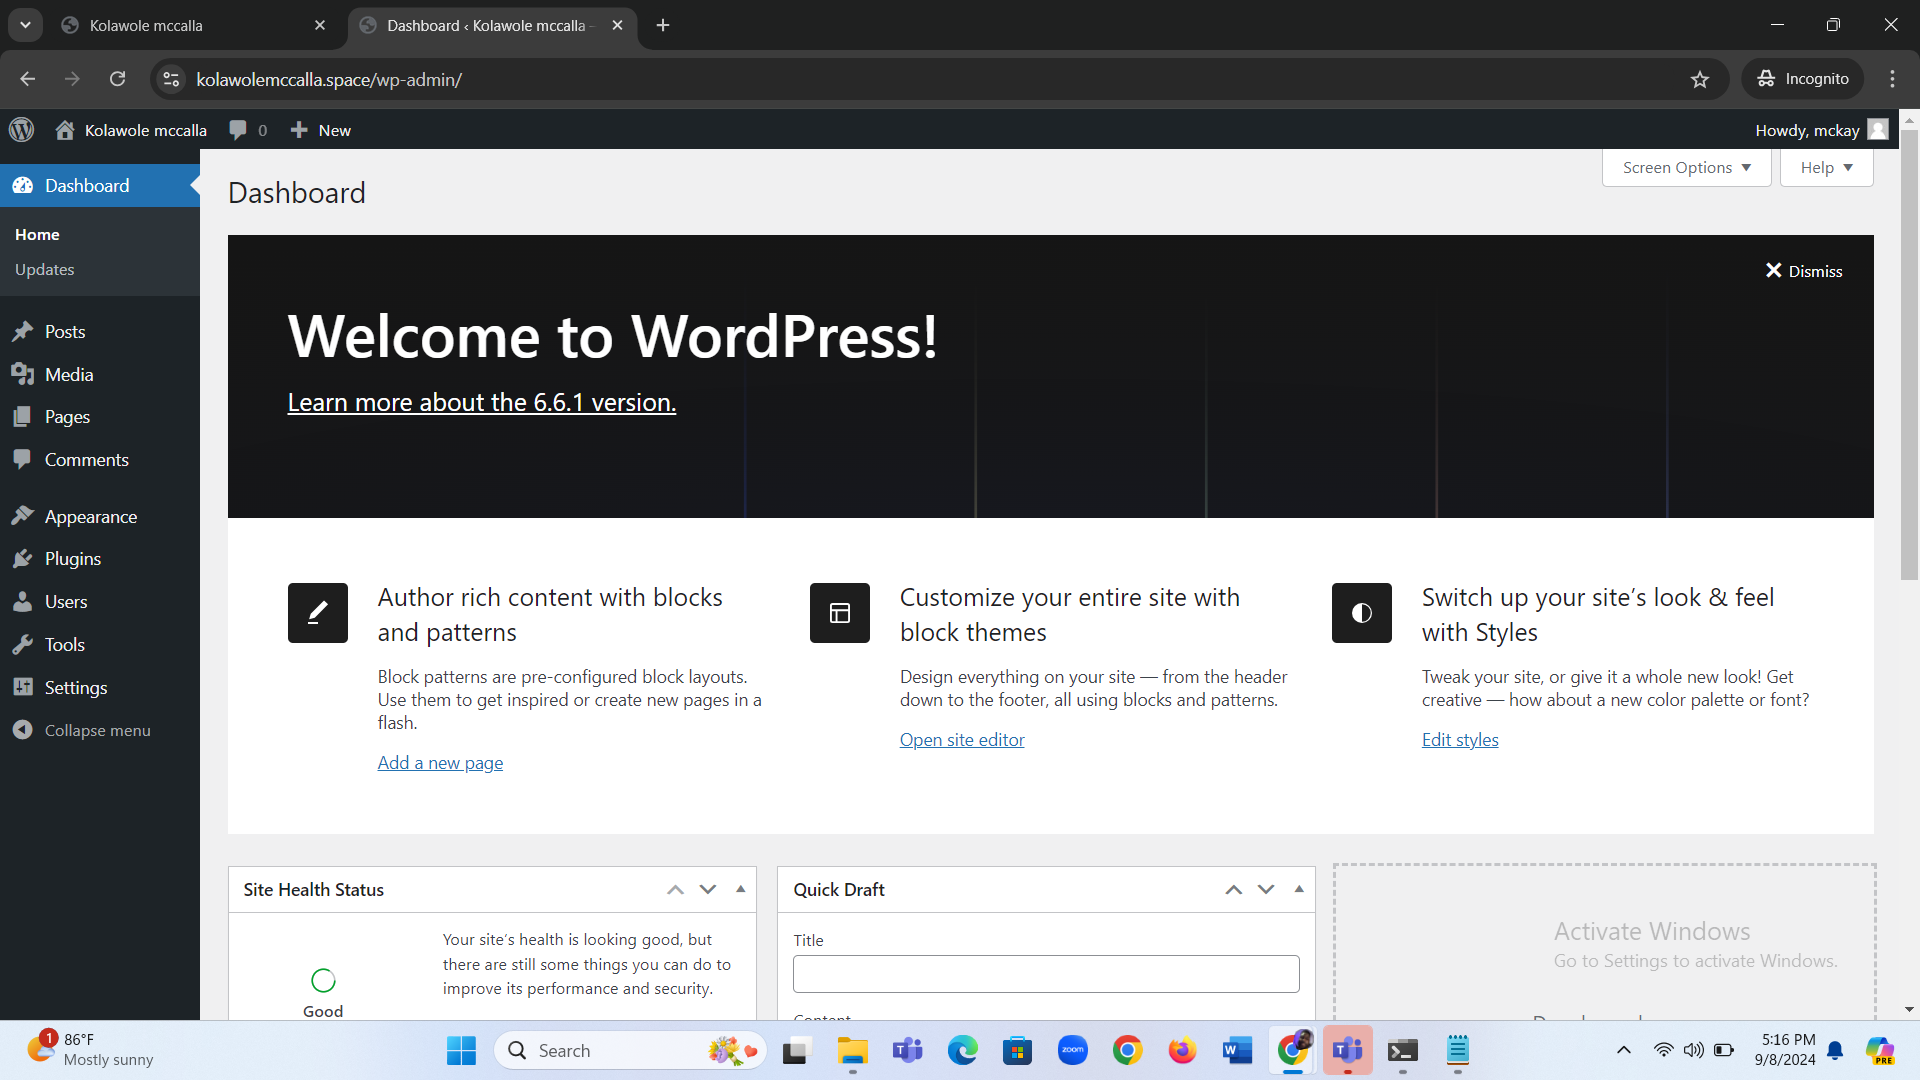 Kolawole mccalla
Dashboard ‹ Kolawole mccalla –
kolawolemccalla.space/wp-admin/
Incognito
Kolawole mccalla
0
New
Howdy, mckay
Dashboard
Home
Updates
Posts
Media
Pages
Comments
Appearance
Plugins
Users
Tools
Settings
Collapse menu
Screen Options
Help
Dashboard
Dismiss
Welcome to WordPress!
Learn more about the 6.6.1 version.
Author rich content with blocks
and patterns
Block patterns are pre-configured block layouts.
Use them to get inspired or create new pages in a
flash.
Add a new page
Customize your entire site with
block themes
Design everything on your site — from the header
down to the footer, all using blocks and patterns.
Open site editor
Switch up your site’s look & feel
with Styles
Tweak your site, or give it a whole new look! Get
creative — how about a new color palette or font?
Edit styles
Site Health Status
Good
Your site’s health is looking good, but
there are still some things you can do to
improve its performance and security.
Quick Draft
Title
Content
Activate Windows
Go to Settings to activate Windows.
1
86°F
Mostly sunny
Search
zoom
5:16 PM
9/8/2024
PRE